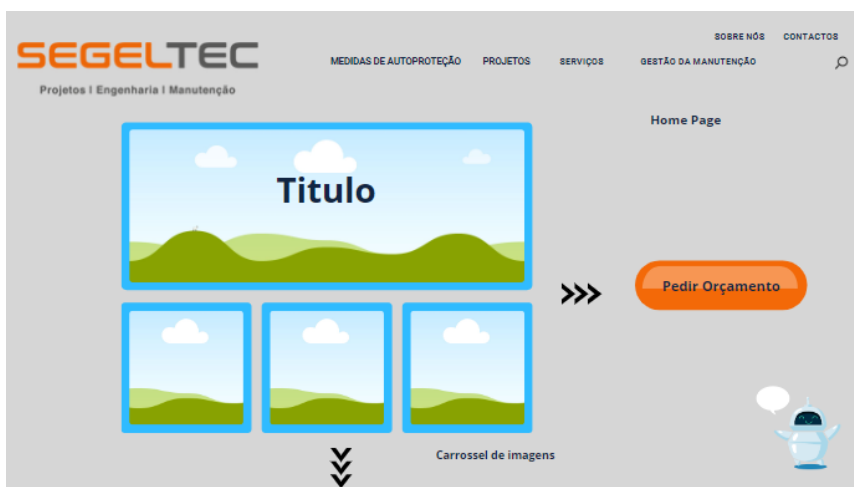 SOBRE NÓS CONTACTOS
SEGELTEC
MEDIDAS DE AUTOPROTEÇÃO PROJETOS SERVIÇOS GESTÃO DA MANUTENÇÃO
Projetos I Engenharia I Manutenção
Home Page
Titulo
Pedir Orçamento
Carrossel de imagens